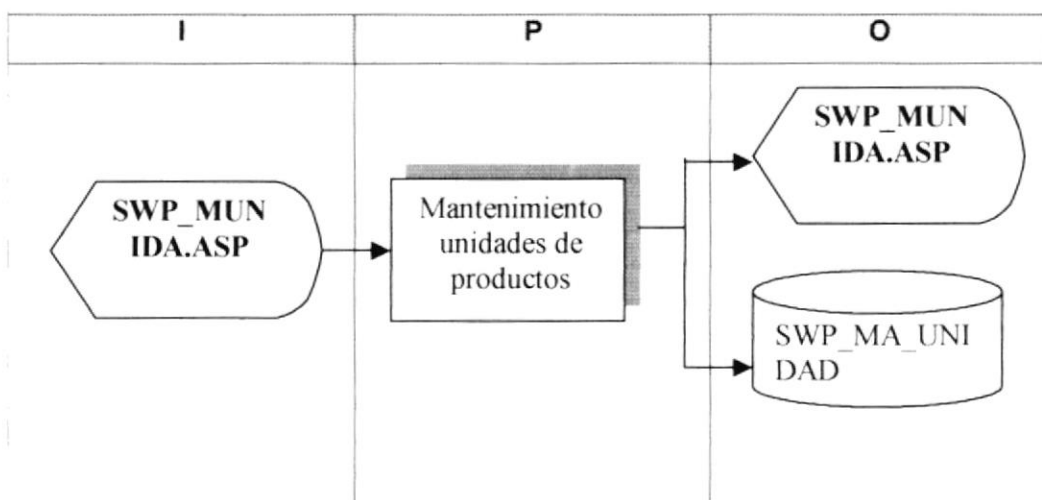 I
P
O
SWP_MUN
IDA.ASP
Mantenimiento
unidades de
productos
SWP_MUN
IDA.ASP
SWP_MA_UNI
DAD